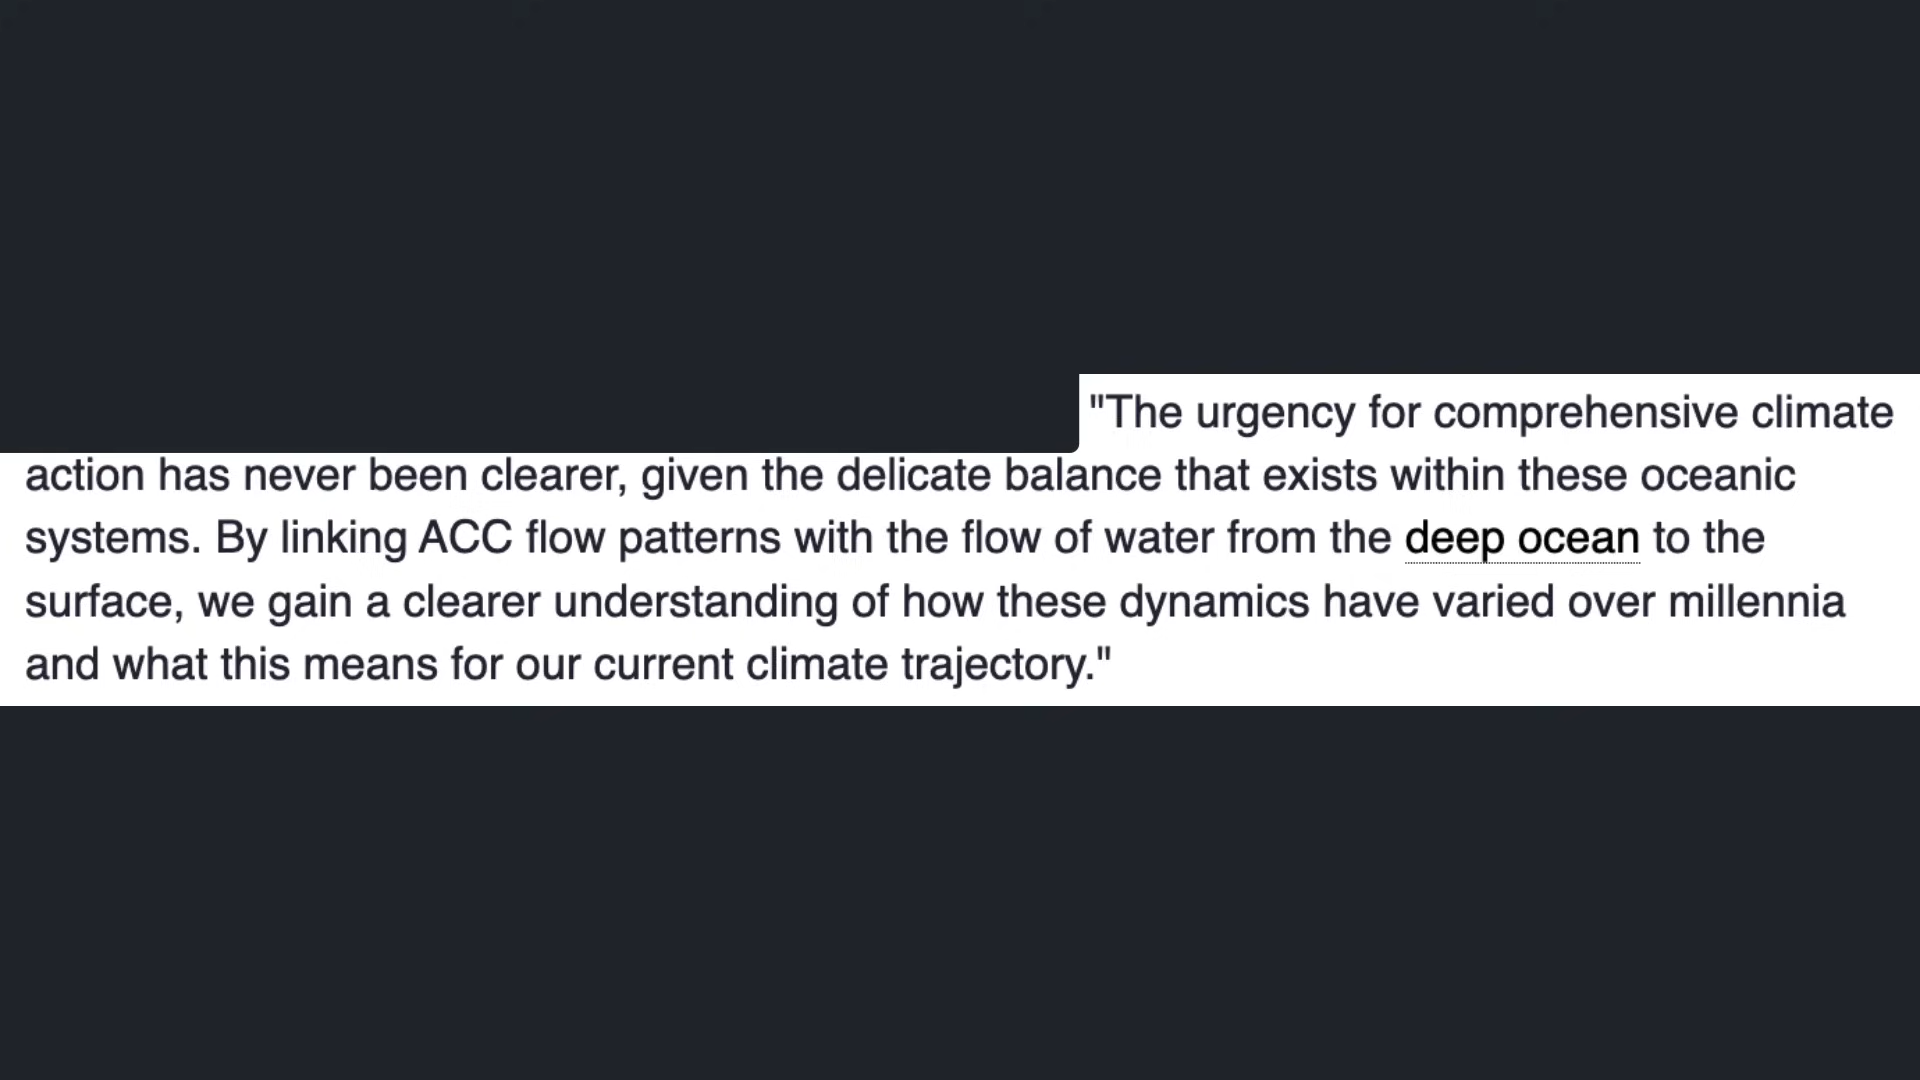 "The urgency for comprehensive climate
action has never been clearer, given the delicate balance that exists within these oceanic
systems. By linking ACC flow patterns with the flow of water from the deep ocean to the
surface, we gain a clearer understanding of how these dynamics have varied over millennia
and what this means for our current climate trajectory."